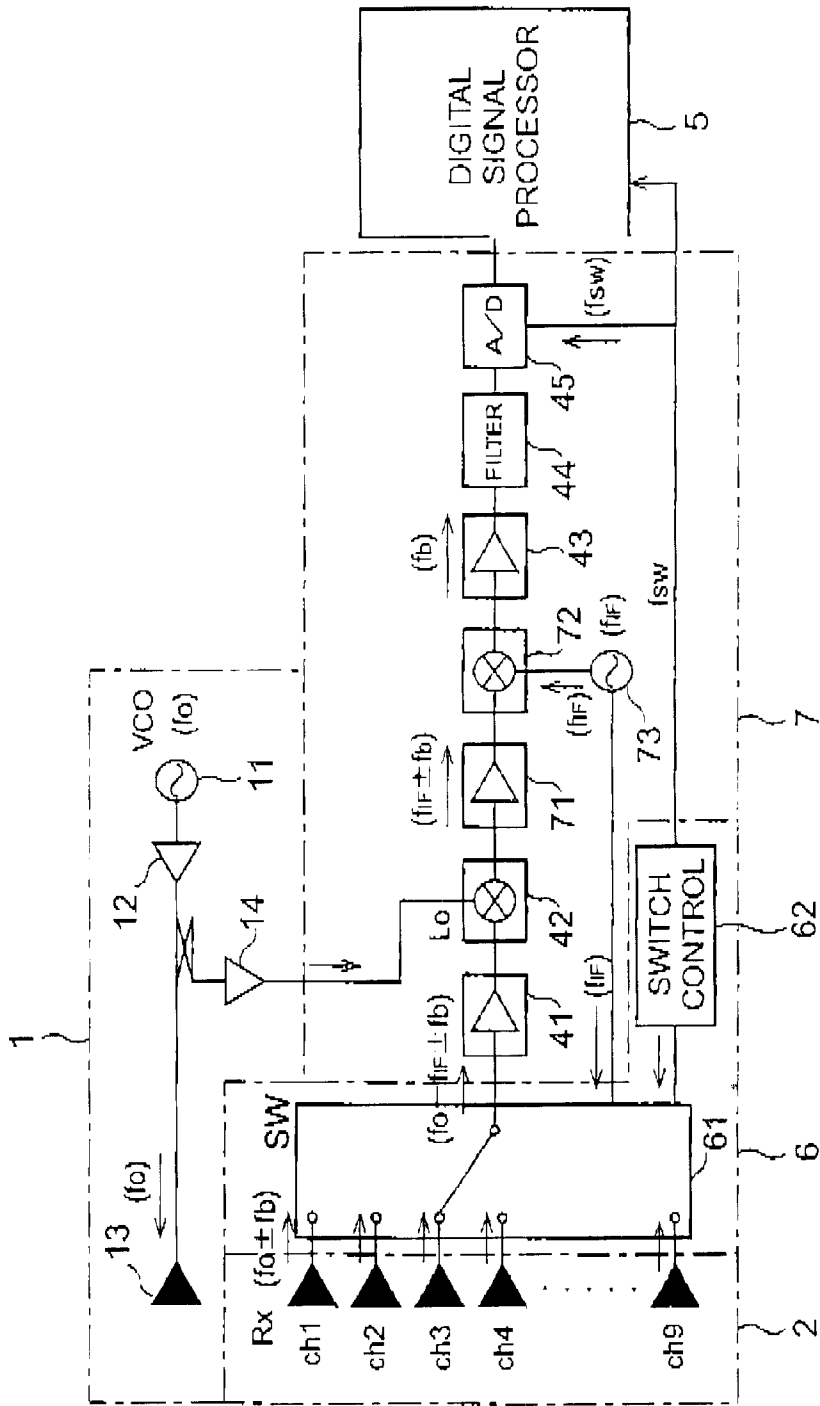 1
VCO
(fo)
11
12
14
(fo)
13
Rx
(fo±fb)
ch1
ch2
ch3
ch4
. . . . . .
ch9
2
SW
61
6
(fo fIF±fb)
41
Lo
42
(fIF±fb)
71
72
(fIF)
(fIF)
73
(fb)
43
FILTER
44
A/D
45
(fsw)
DIGITAL
SIGNAL
PROCESSOR
5
(fIF)
SWITCH
CONTROL
62
fsw
7